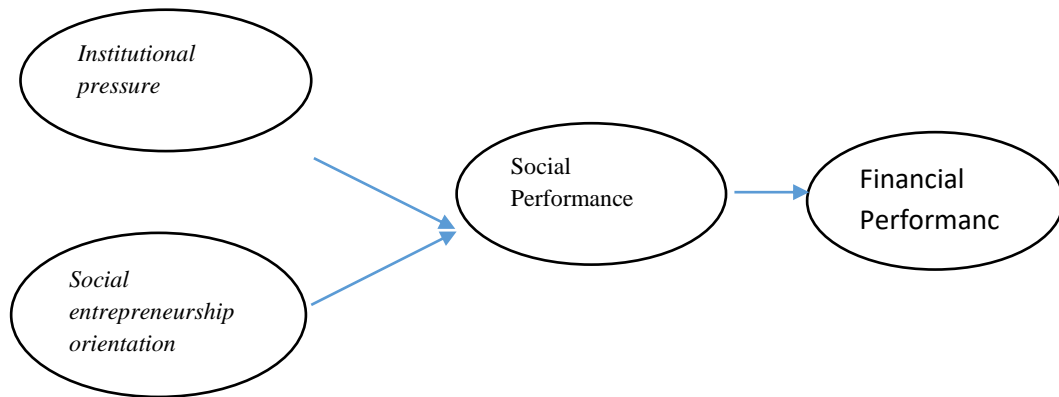 Institutional
pressure
Social
Performance
Financial
Performanc
Social
entrepreneurship
orientation